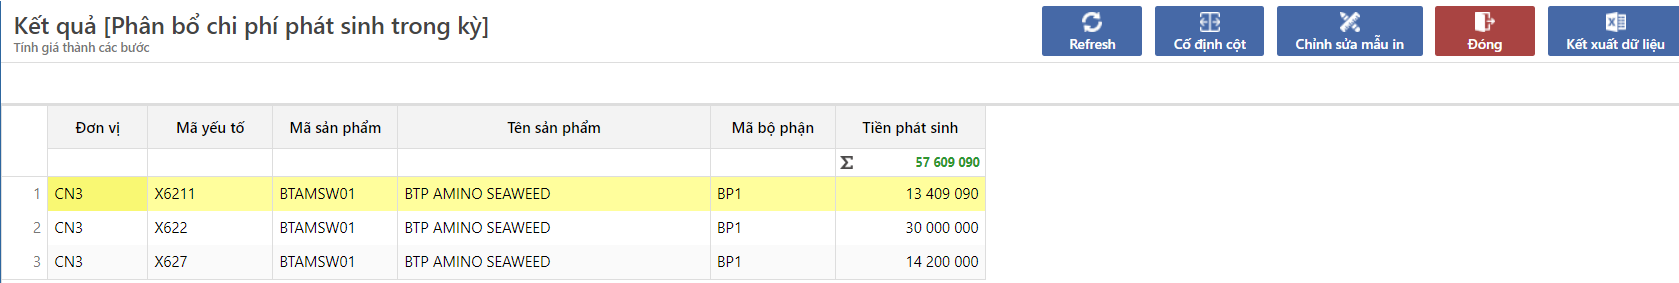 Kết quả [Phân bổ chi phí phát sinh trong kỳ]
Tính giá thành các bước
Refresh Cố định cột Chỉnh sửa mẫu in Đóng Kết xuất dữ liệu
Đơn vị Mã yếu tố Mã sản phẩm Tên sản phẩm Mã bộ phận Tiền phát sinh
Σ 57 609 090
1 CN3 X6211 BTAMSW01 BTP AMINO SEAWEED BP1 13 409 090
2 CN3 X622 BTAMSW01 BTP AMINO SEAWEED BP1 30 000 000
3 CN3 X627 BTAMSW01 BTP AMINO SEAWEED BP1 14 200 000